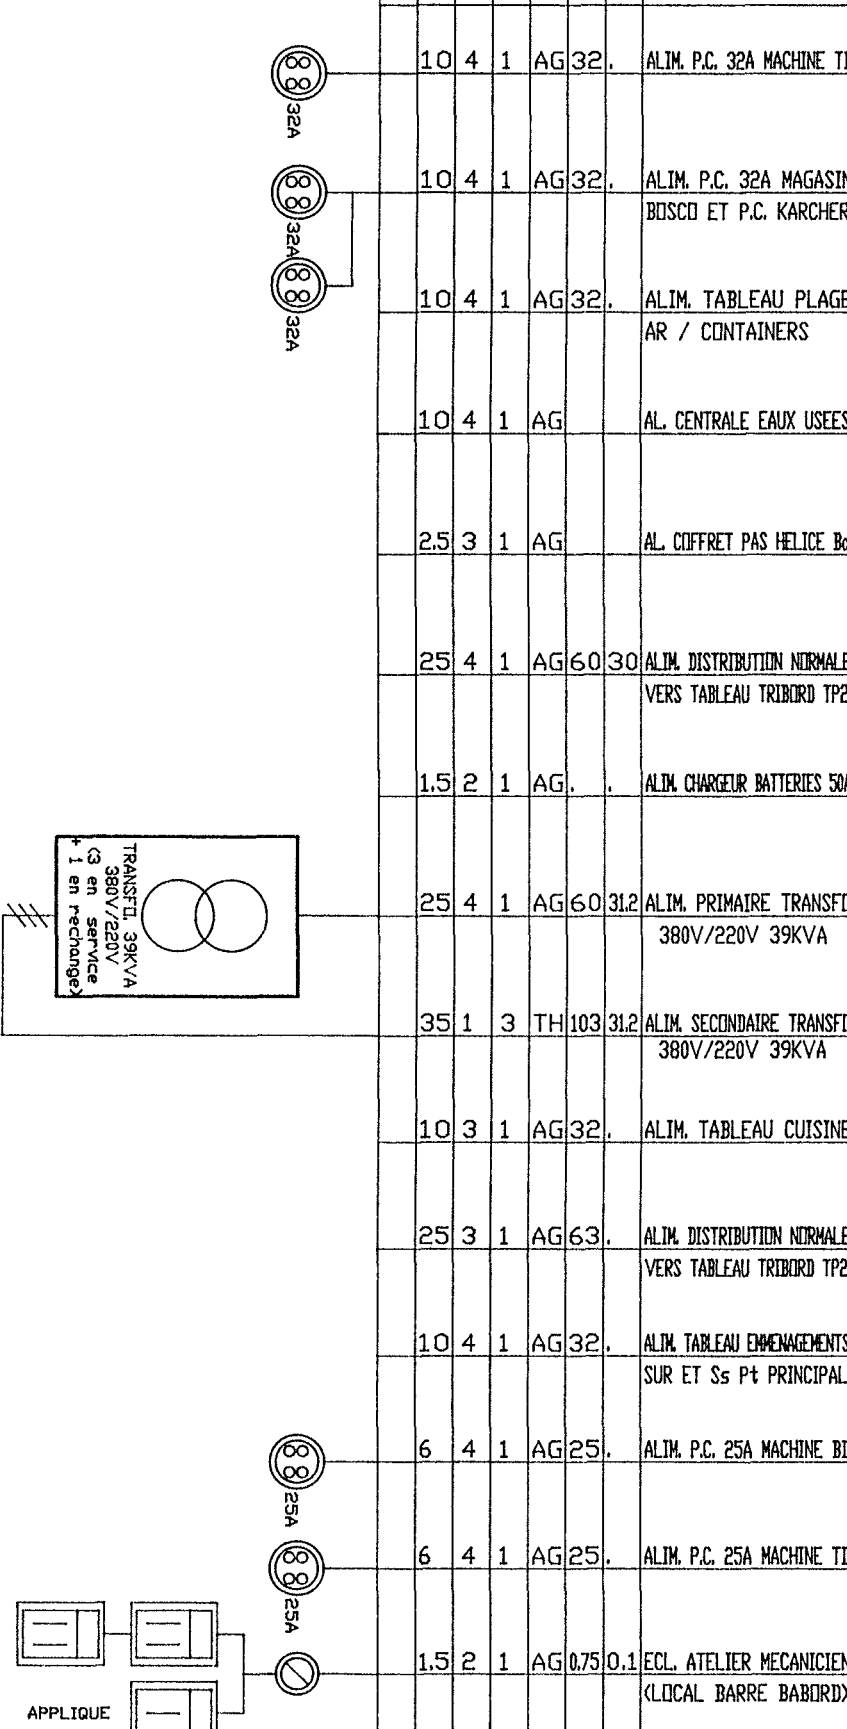 10 4 1 AG 32 . ALIM. P.C. 32A MACHINE
32A
10 4 1 AG 32 . ALIM. P.C. 32A MAGASIN
BOSCO ET P.C. KARCHER
32A
10 4 1 AG 32 . ALIM. TABLEAU PLAGE
AR / CONTAINERS
32A
10 4 1 AG AL. CENTRALE EAUX USEES
2.5 3 1 AG AL. COFFRET PAS HELICE
25 4 1 AG 60 30 ALIM. DISTRIBUTION NORMALE
VERS TABLEAU TRIBORD TP2
1.5 2 1 AG . . ALIM. CHARGEUR BATTERIES 50A
TRANSFO. 39KVA
380V/220V
(3 en service
+ 1 en rechange)
25 4 1 AG 60 31.2 ALIM. PRIMAIRE TRANSFO
380V/220V 39KVA
35 1 3 TH 103 31.2 ALIM. SECONDAIRE TRANSFO
380V/220V 39KVA
10 3 1 AG 32 . ALIM. TABLEAU CUISINE
25 3 1 AG 63 . ALIM. DISTRIBUTION NORMALE
VERS TABLEAU TRIBORD TP2
10 4 1 AG 32 . ALIM. TABLEAU EMMENAGEMENTS
SUR ET Ss Pt PRINCIPAL
6 4 1 AG 25 . ALIM. P.C. 25A MACHINE
25A
6 4 1 AG 25 . ALIM. P.C. 25A MACHINE
25A
1.5 2 1 AG 0.75 0.1 ECL. ATELIER MECANICIEN
(LOCAL BARRE BABORD)
APPLIQUE